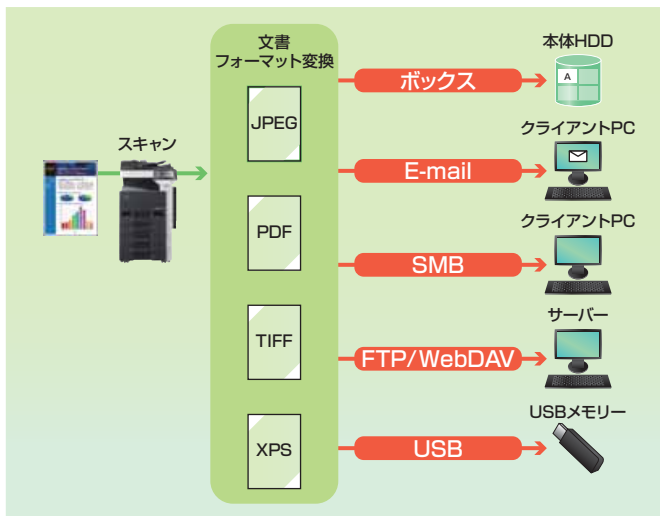 文書
フォーマット変換
スキャン
JPEG
PDF
TIFF
XPS
ボックス
本体HDD
A
E-mail
クライアントPC
SMB
クライアントPC
FTP/WebDAV
サーバー
USB
USBメモリー